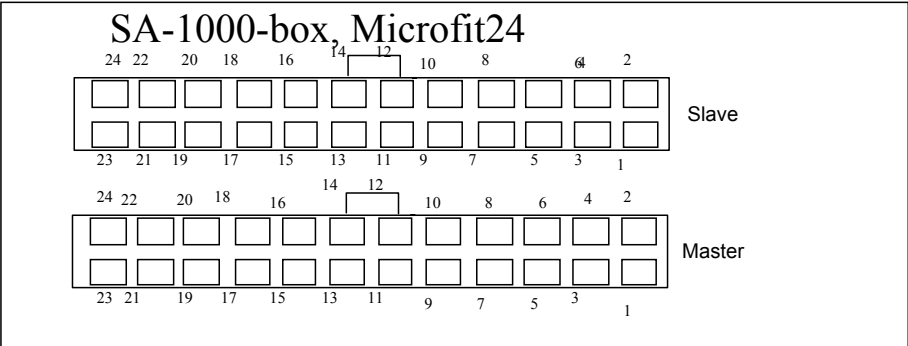 SA-1000-box, Microfit24
24 22 20 18 16 14 12 10 8 6 4 2
Slave
23 21 19 17 15 13 11 9 7 5 3 1
24 22 20 18 16 14 12 10 8 6 4 2
Master
23 21 19 17 15 13 11 9 7 5 3 1